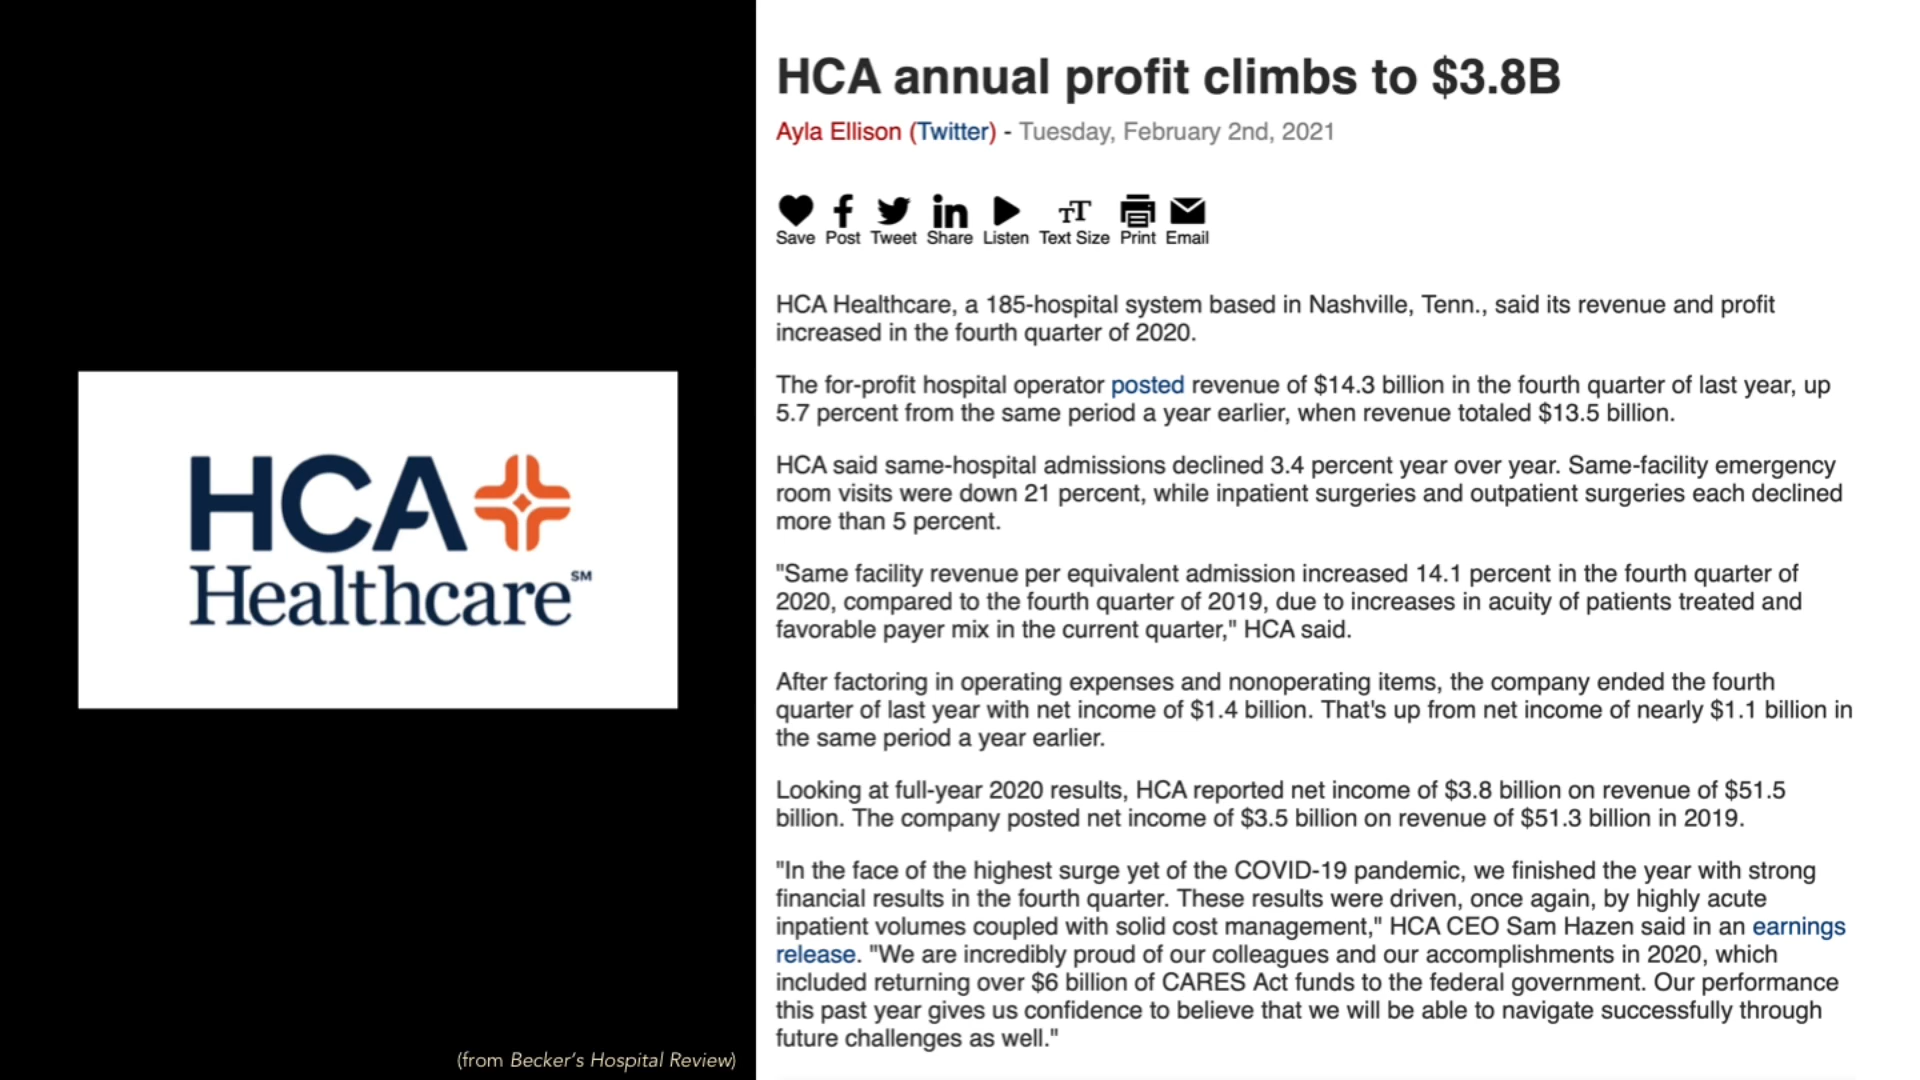 HCA
Healthcare℠
(from Becker's Hospital Review)
HCA annual profit climbs to $3.8B
Ayla Ellison (Twitter) - Tuesday, February 2nd, 2021
Save Post Tweet Share Listen Text Size Print Email
HCA Healthcare, a 185-hospital system based in Nashville, Tenn., said its revenue and profit
increased in the fourth quarter of 2020.
The for-profit hospital operator posted revenue of $14.3 billion in the fourth quarter of last year, up
5.7 percent from the same period a year earlier, when revenue totaled $13.5 billion.
HCA said same-hospital admissions declined 3.4 percent year over year. Same-facility emergency
room visits were down 21 percent, while inpatient surgeries and outpatient surgeries each declined
more than 5 percent.
"Same facility revenue per equivalent admission increased 14.1 percent in the fourth quarter of
2020, compared to the fourth quarter of 2019, due to increases in acuity of patients treated and
favorable payer mix in the current quarter," HCA said.
After factoring in operating expenses and nonoperating items, the company ended the fourth
quarter of last year with net income of $1.4 billion. That's up from net income of nearly $1.1 billion in
the same period a year earlier.
Looking at full-year 2020 results, HCA reported net income of $3.8 billion on revenue of $51.5
billion. The company posted net income of $3.5 billion on revenue of $51.3 billion in 2019.
"In the face of the highest surge yet of the COVID-19 pandemic, we finished the year with strong
financial results in the fourth quarter. These results were driven, once again, by highly acute
inpatient volumes coupled with solid cost management," HCA CEO Sam Hazen said in an earnings
release. "We are incredibly proud of our colleagues and our accomplishments in 2020, which
included returning over $6 billion of CARES Act funds to the federal government. Our performance
this past year gives us confidence to believe that we will be able to navigate successfully through
future challenges as well."